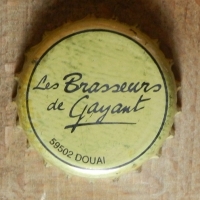 Les Brasseurs
de Gayant
59502 DOUAI